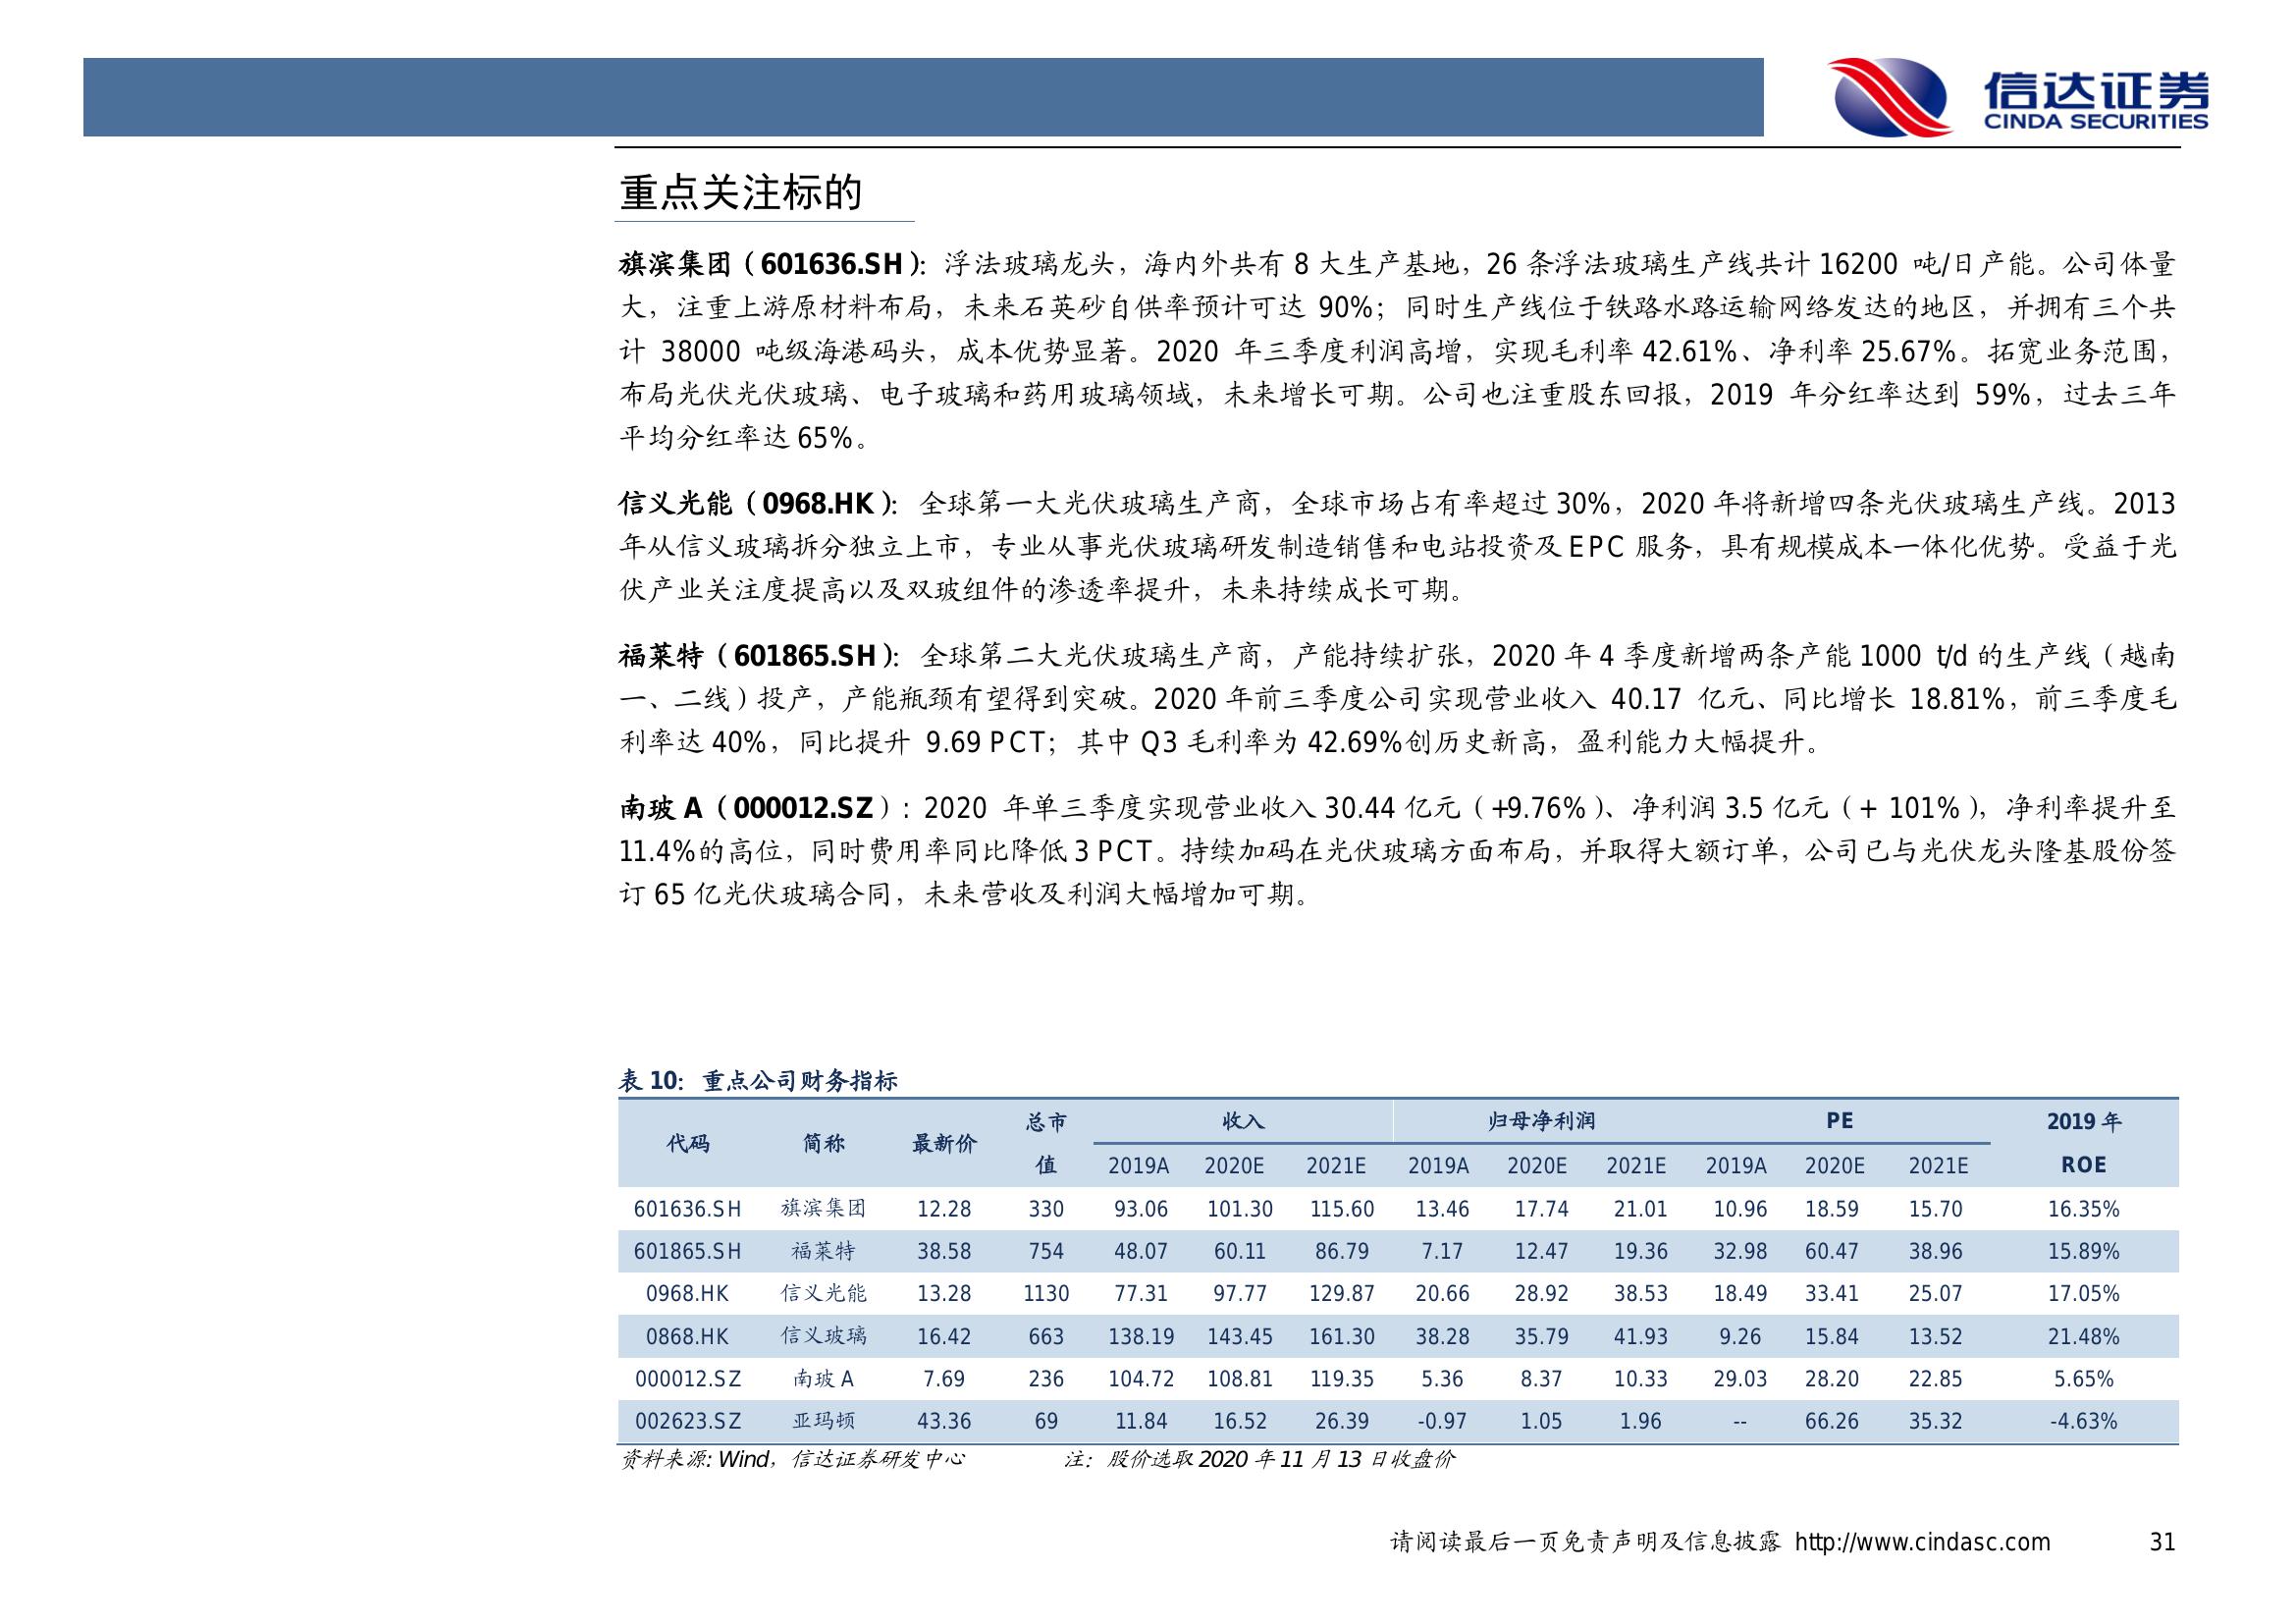 信达证券
CINDA SECURITIES
重点关注标的
旗滨集团（601636.SH）：浮法玻璃龙头，海内外共有 8 大生产基地，26 条浮法玻璃生产线共计 16200 吨/日产能。公司体量
大，注重上游原材料布局，未来石英砂自供率预计可达 90%；同时生产线位于铁路水路运输网络发达的地区，并拥有三个共
计 38000 吨级海港码头，成本优势显著。2020 年三季度利润高增，实现毛利率 42.61%、净利率 25.67%。拓宽业务范围，
布局光伏光伏玻璃、电子玻璃和药用玻璃领域，未来增长可期。公司也注重股东回报，2019 年分红率达到 59%，过去三年
平均分红率达 65%。
信义光能（0968.HK）：全球第一大光伏玻璃生产商，全球市场占有率超过 30%，2020 年将新增四条光伏玻璃生产线。2013
年从信义玻璃拆分独立上市，专业从事光伏玻璃研发制造销售和电站投资及 EPC 服务，具有规模成本一体化优势。受益于光
伏产业关注度提高以及双玻组件的渗透率提升，未来持续成长可期。
福莱特（601865.SH）：全球第二大光伏玻璃生产商，产能持续扩张，2020 年 4 季度新增两条产能 1000 t/d 的生产线（越南
一、二线）投产，产能瓶颈有望得到突破。2020 年前三季度公司实现营业收入 40.17 亿元、同比增长 18.81%，前三季度毛
利率达 40%，同比提升 9.69 PCT；其中 Q3 毛利率为 42.69%创历史新高，盈利能力大幅提升。
南玻 A（000012.SZ）: 2020 年单三季度实现营业收入 30.44 亿元（+9.76%）、净利润 3.5 亿元（+ 101%），净利率提升至
11.4%的高位，同时费用率同比降低 3 PCT。持续加码在光伏玻璃方面布局，并取得大额订单，公司已与光伏龙头隆基股份签
订 65 亿光伏玻璃合同，未来营收及利润大幅增加可期。
表 10：重点公司财务指标
代码 简称 最新价 总市值 收入 归母净利润 PE 2019 年 ROE
2019A 2020E 2021E 2019A 2020E 2021E 2019A 2020E 2021E
601636.SH 旗滨集团 12.28 330 93.06 101.30 115.60 13.46 17.74 21.01 10.96 18.59 15.70 16.35%
601865.SH 福莱特 38.58 754 48.07 60.11 86.79 7.17 12.47 19.36 32.98 60.47 38.96 15.89%
0968.HK 信义光能 13.28 1130 77.31 97.77 129.87 20.66 28.92 38.53 18.49 33.41 25.07 17.05%
0868.HK 信义玻璃 16.42 663 138.19 143.45 161.30 38.28 35.79 41.93 9.26 15.84 13.52 21.48%
000012.SZ 南玻 A 7.69 236 104.72 108.81 119.35 5.36 8.37 10.33 29.03 28.20 22.85 5.65%
002623.SZ 亚玛顿 43.36 69 11.84 16.52 26.39 -0.97 1.05 1.96 -- 66.26 35.32 -4.63%
资料来源: Wind，信达证券研发中心 注：股价选取 2020 年 11 月 13 日收盘价
请阅读最后一页免责声明及信息披露 http://www.cindasc.com 31